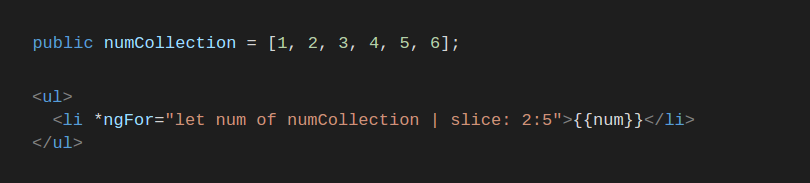 public numCollection = [1, 2, 3, 4, 5, 6];
<ul>
<li *ngFor="let num of numCollection | slice: 2:5">{{num}}</li>
</ul>